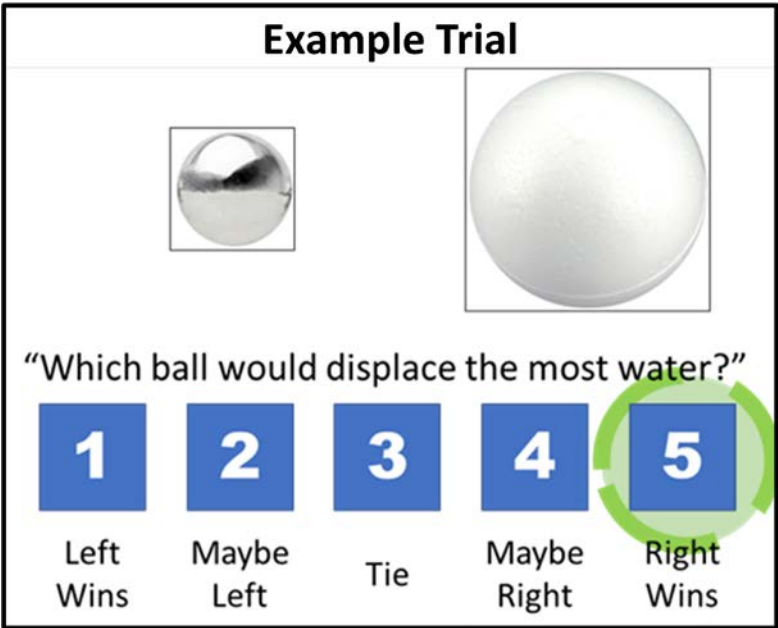 Example Trial
“Which ball would displace the most water?”
1 2 3 4 5
Left Maybe Tie Maybe Right
Wins Left Right Wins